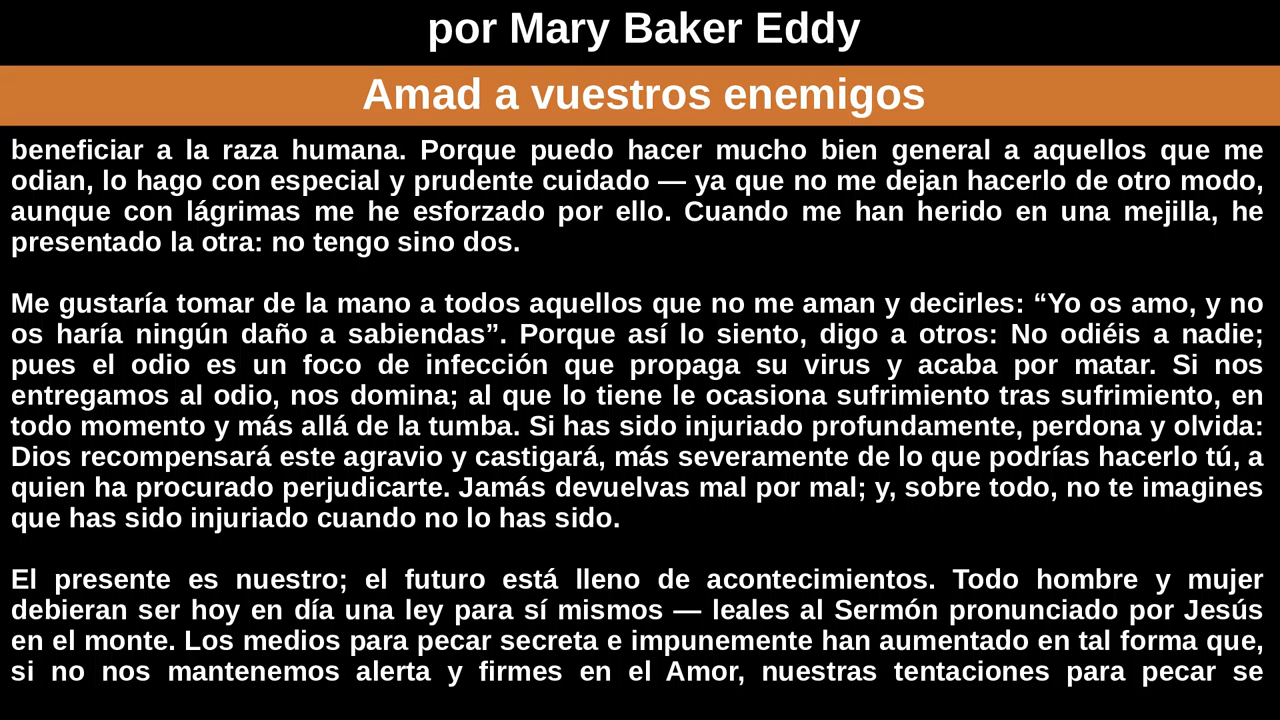 por Mary Baker Eddy
Amad a vuestros enemigos
beneficiar a la raza humana. Porque puedo hacer mucho bien general a aquellos que me
odian, lo hago con especial y prudente cuidado — ya que no me dejan hacerlo de otro modo,
aunque con lágrimas me he esforzado por ello. Cuando me han herido en una mejilla, he
presentado la otra: no tengo sino dos.
Me gustaría tomar de la mano a todos aquellos que no me aman y decirles: “Yo os amo, y no
os haría ningún daño a sabiendas”. Porque así lo siento, digo a otros: No odiéis a nadie;
pues el odio es un foco de infección que propaga su virus y acaba por matar. Si nos
entregamos al odio, nos domina; al que lo tiene le ocasiona sufrimiento tras sufrimiento, en
todo momento y más allá de la tumba. Si has sido injuriado profundamente, perdona y olvida:
Dios recompensará este agravio y castigará, más severamente de lo que podrías hacerlo tú, a
quien ha procurado perjudicarte. Jamás devuelvas mal por mal; y, sobre todo, no te imagines
que has sido injuriado cuando no lo has sido.
El presente es nuestro; el futuro está lleno de acontecimientos. Todo hombre y mujer
debieran ser hoy en día una ley para sí mismos — leales al Sermón pronunciado por Jesús
en el monte. Los medios para pecar secreta e impunemente han aumentado en tal forma que,
si no nos mantenemos alerta y firmes en el Amor, nuestras tentaciones para pecar se